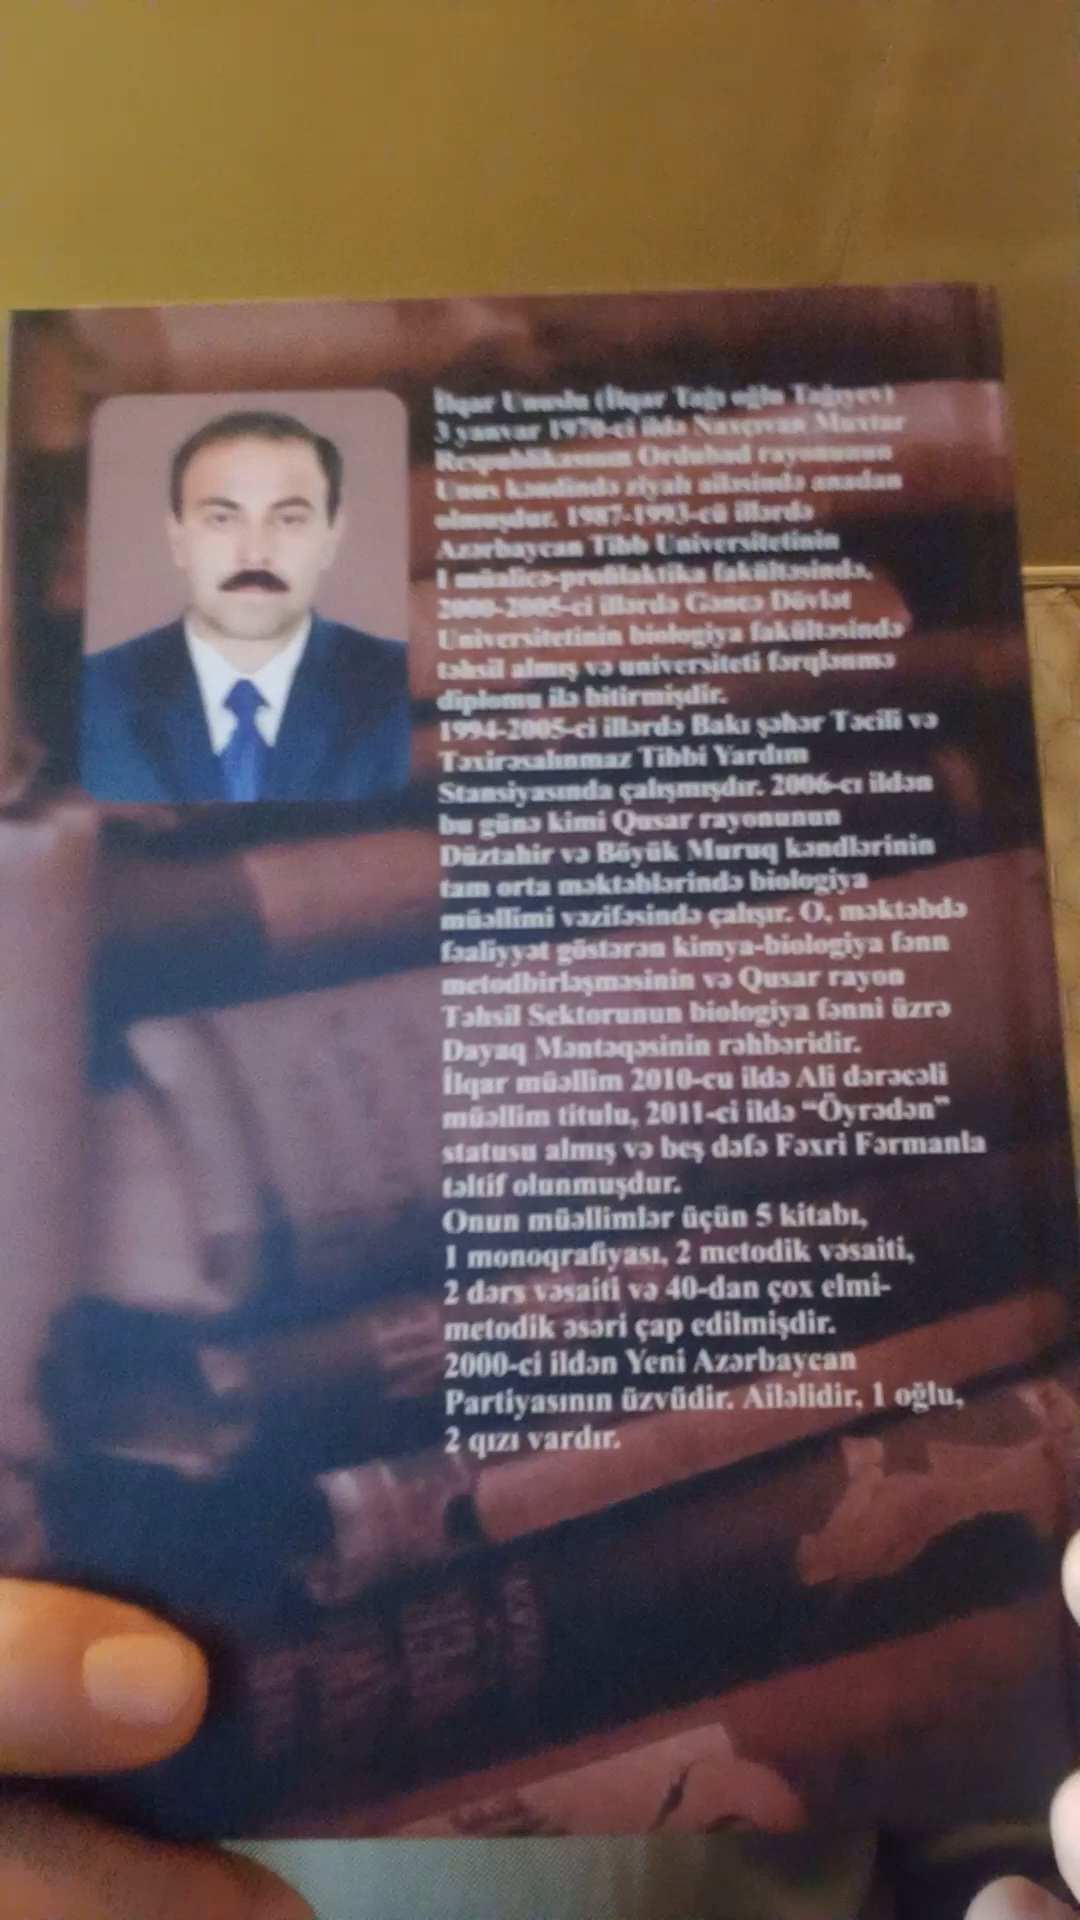 İlqar Unuslu (İlqar Tağı oğlu Tağıyev)
3 yanvar 1970-ci ildə Naxçıvan Muxtar
Respublikasının Ordubad rayonunun
Unus kəndində ziyalı ailəsində anadan
olmuşdur. 1987-1993-cü illərdə
Azərbaycan Tibb Universitetinin
I müalicə-profilaktika fakültəsində,
2000-2005-ci illərdə Gəncə Dövlət
Universitetinin biologiya fakültəsində
təhsil almış və universiteti fərqlənmə
diplomu ilə bitirmişdir.
1994-2005-ci illərdə Bakı şəhər Təcili və
Təxirəsalınmaz Tibbi Yardım
Stansiyasında çalışmışdır. 2006-cı ildən
bu günə kimi Qusar rayonunun
Düztahir və Böyük Muruq kəndlərinin
tam orta məktəblərində biologiya
müəllimi vəzifəsində çalışır. O, məktəbdə
fəaliyyət göstərən kimya-biologiya fənn
metodbirləşməsinin və Qusar rayon
Təhsil Sektorunun biologiya fənni üzrə
Dayaq Məntəqəsinin rəhbəridir.
İlqar müəllim 2010-cu ildə Ali dərəcəli
müəllim titulu, 2011-ci ildə “Öyrədən”
statusu almış və beş dəfə Fəxri Fərmanla
təltif olunmuşdur.
Onun müəllimlər üçün 5 kitabı,
1 monoqrafiyası, 2 metodik vəsaiti,
2 dərs vəsaiti və 40-dan çox elmi-
metodik əsəri çap edilmişdir.
2000-ci ildən Yeni Azərbaycan
Partiyasının üzvüdir. Ailəlidir, 1 oğlu,
2 qızı vardır.